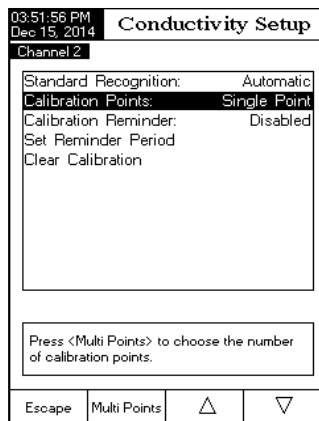 03:51:56 PM
Dec 15, 2014
Conductivity Setup
Channel 2
Standard Recognition: Automatic
Calibration Points: Single Point
Calibration Reminder: Disabled
Set Reminder Period
Clear Calibration
Press <Multi Points> to choose the number
of calibration points.
Escape Multi Points △ ▽